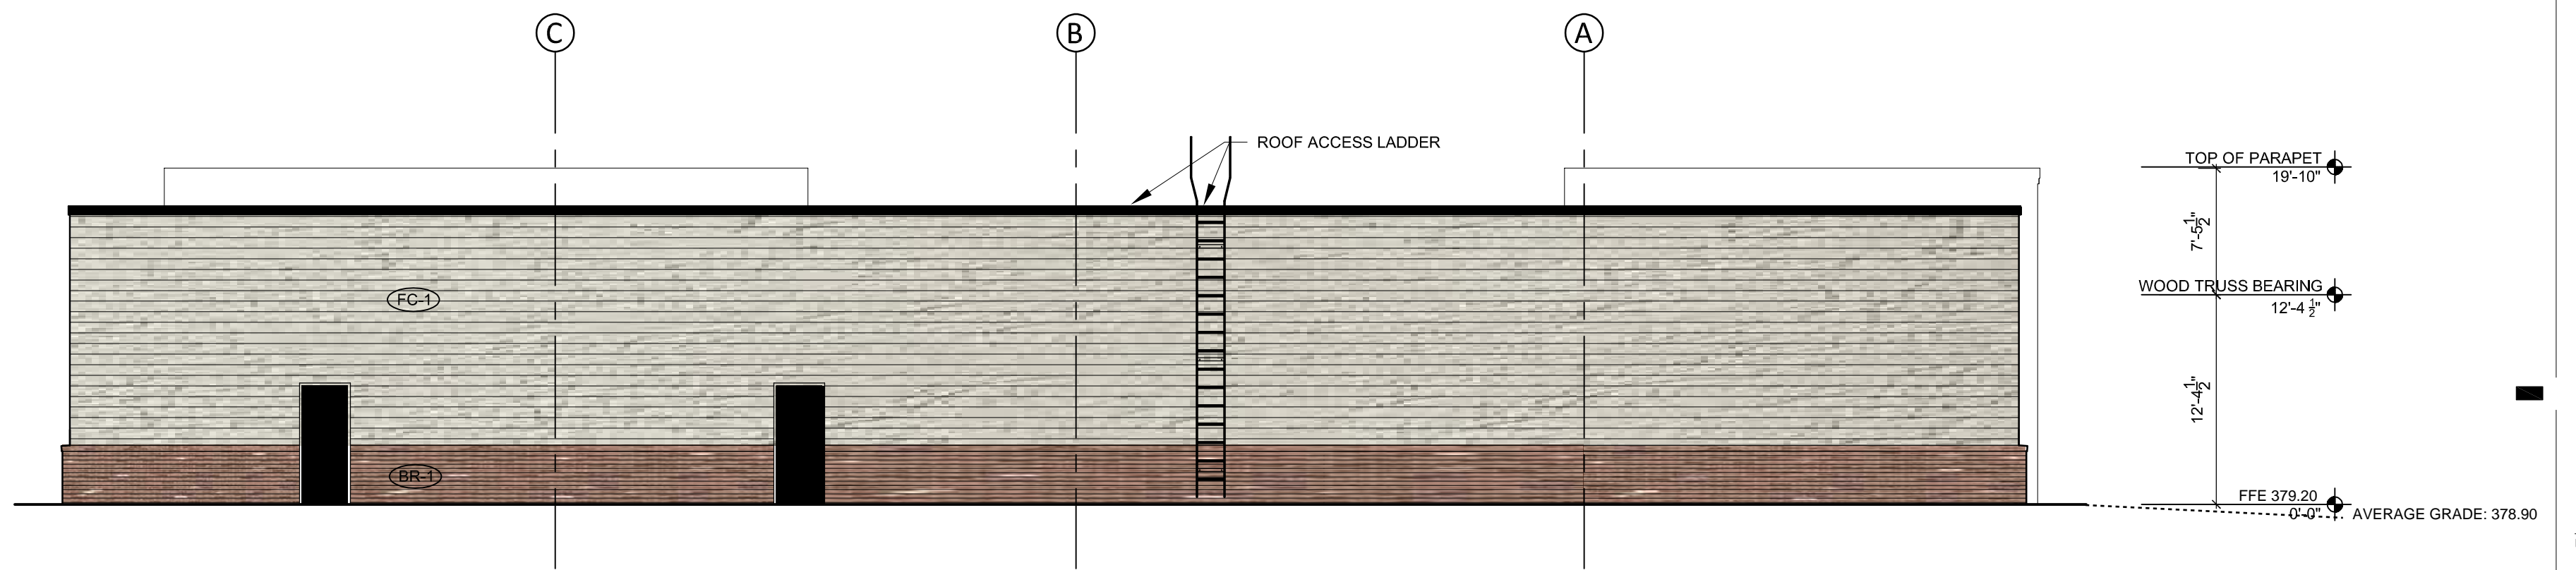 C
B
A
ROOF ACCESS LADDER
TOP OF PARAPET
19'-10"
7'-5 1/2"
WOOD TRUSS BEARING
12'-4 1/2"
FC-1
12'-4 1/2"
BR-1
FFE 379.20
0'-0"
AVERAGE GRADE: 378.90